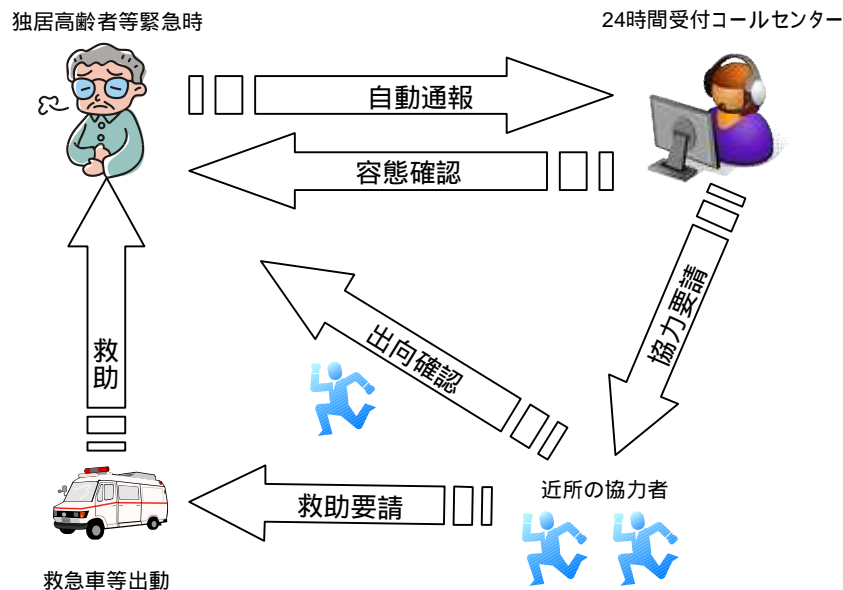 独居高齢者等緊急時
24時間受付コールセンター
自動通報
容態確認
協力要請
出向確認
救助
救助要請
近所の協力者
救急車等出動